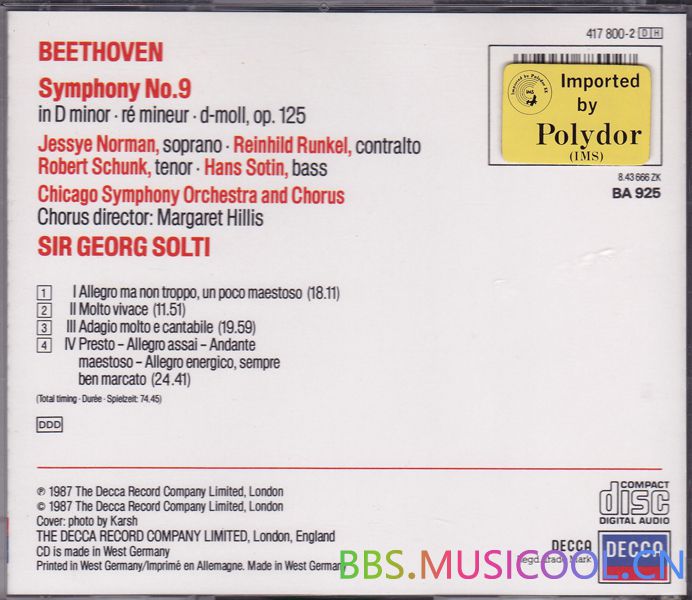 BEETHOVEN
417 800-2 DH
Symphony No.9
in D minor · ré mineur · d-moll, op. 125
Jessye Norman, soprano · Reinhild Runkel, contralto
Robert Schunk, tenor · Hans Sotin, bass
Chicago Symphony Orchestra and Chorus
Chorus director: Margaret Hillis
SIR GEORG SOLTI
Imported
by
Polydor
(IMS)
8.43 666 ZK
BA 925
1 I Allegro ma non troppo, un poco maestoso (18.11)
2 II Molto vivace (11.51)
3 III Adagio molto e cantabile (19.59)
4 IV Presto – Allegro assai – Andante
maestoso – Allegro energico, sempre
ben marcato (24.41)
(Total timing · Durée · Spielzeit: 74.45)
DDD
℗ 1987 The Decca Record Company Limited, London
© 1987 The Decca Record Company Limited, London
Cover: photo by Karsh
THE DECCA RECORD COMPANY LIMITED, London, England
CD is made in West Germany
Printed in West Germany/Imprimé en Allemagne. Made in West Germany
COMPACT
disc
DIGITAL AUDIO
DECCA
Regd. Trade Mark
DECCA
BBS.MUSICOOL.CN